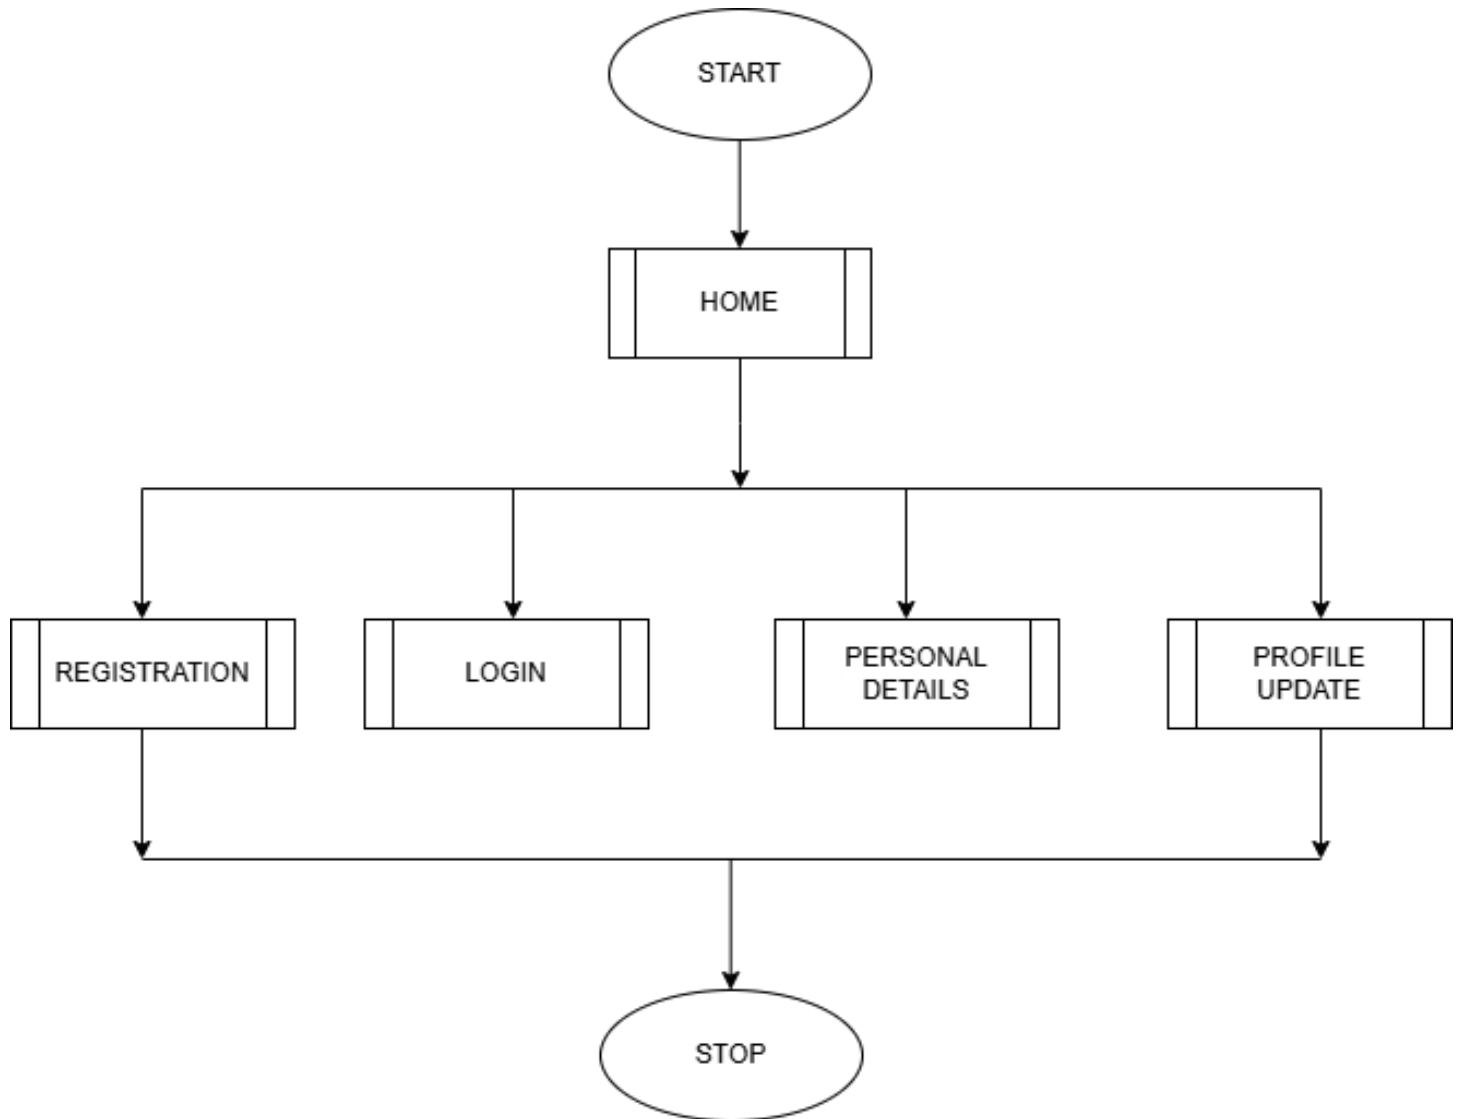 START
HOME
REGISTRATION
LOGIN
PERSONAL
DETAILS
PROFILE
UPDATE
STOP